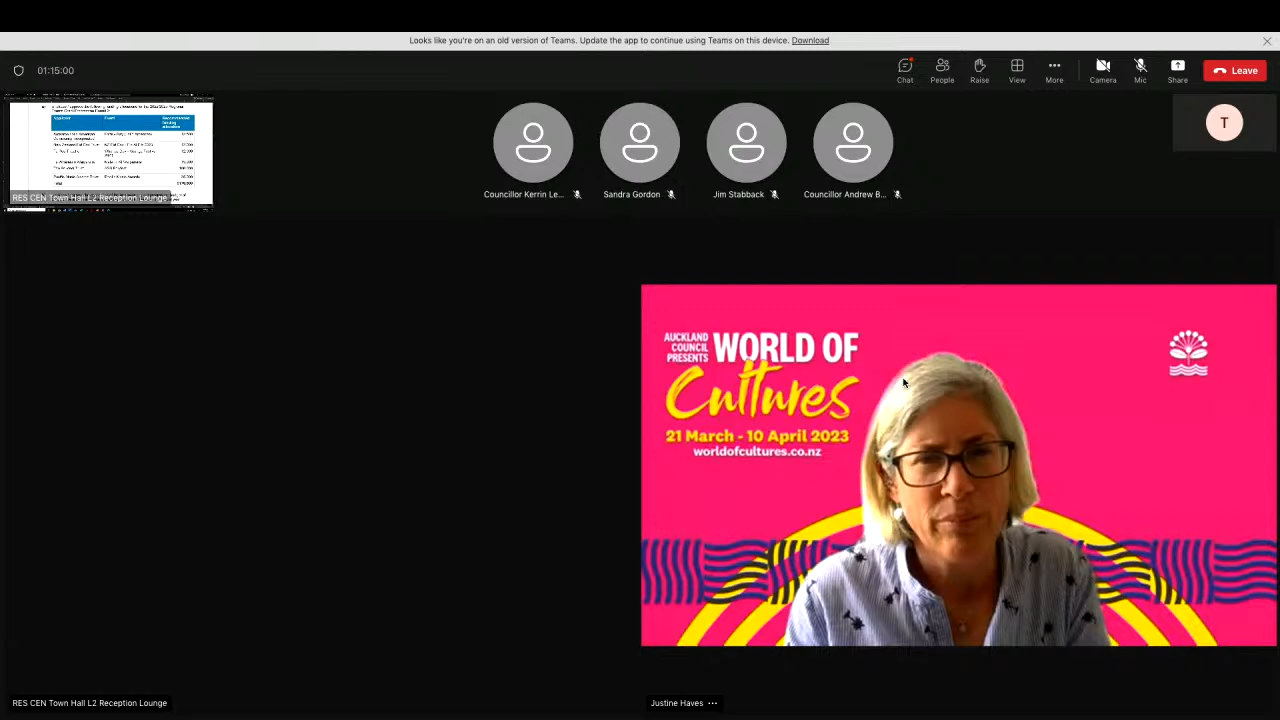 Looks like you're on an old version of Teams. Update the app to continue using Teams on this device. Download
01:15:00
Chat
People
Raise
View
More
Camera
Mic
Share
Leave
RES CEN Town Hall L2 Reception Lounge
Councillor Kerrin Le...
Sandra Gordon
Jim Stabback
Councillor Andrew B...
T
AUCKLAND
COUNCIL
PRESENTS
WORLD OF
Cultures
21 March - 10 April 2023
worldofcultures.co.nz
RES CEN Town Hall L2 Reception Lounge
Justine Haves